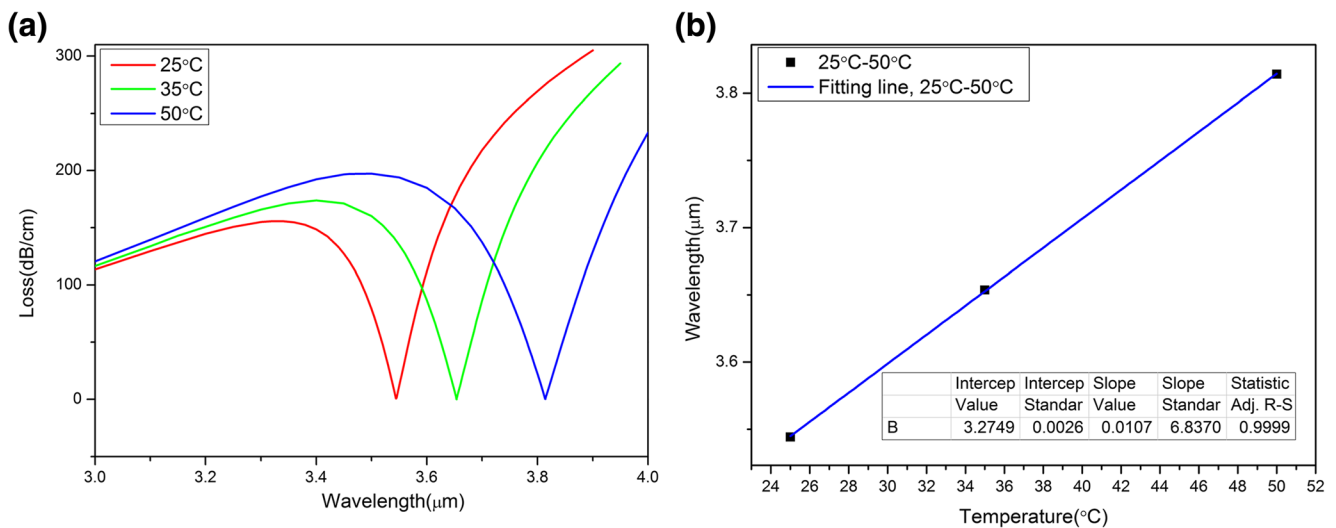 (a)
300
200
100
0
Loss(dB/cm)
25°C
35°C
50°C
3.0 3.2 3.4 3.6 3.8 4.0
Wavelength(μm)
(b)
3.8
3.7
3.6
Wavelength(μm)
25°C-50°C
Fitting line, 25°C-50°C
Intercep Intercep Slope Slope Statistic
Value Standar Value Standar Adj. R-S
B 3.2749 0.0026 0.0107 6.8370 0.9999
24 26 28 30 32 34 36 38 40 42 44 46 48 50 52
Temperature(°C)